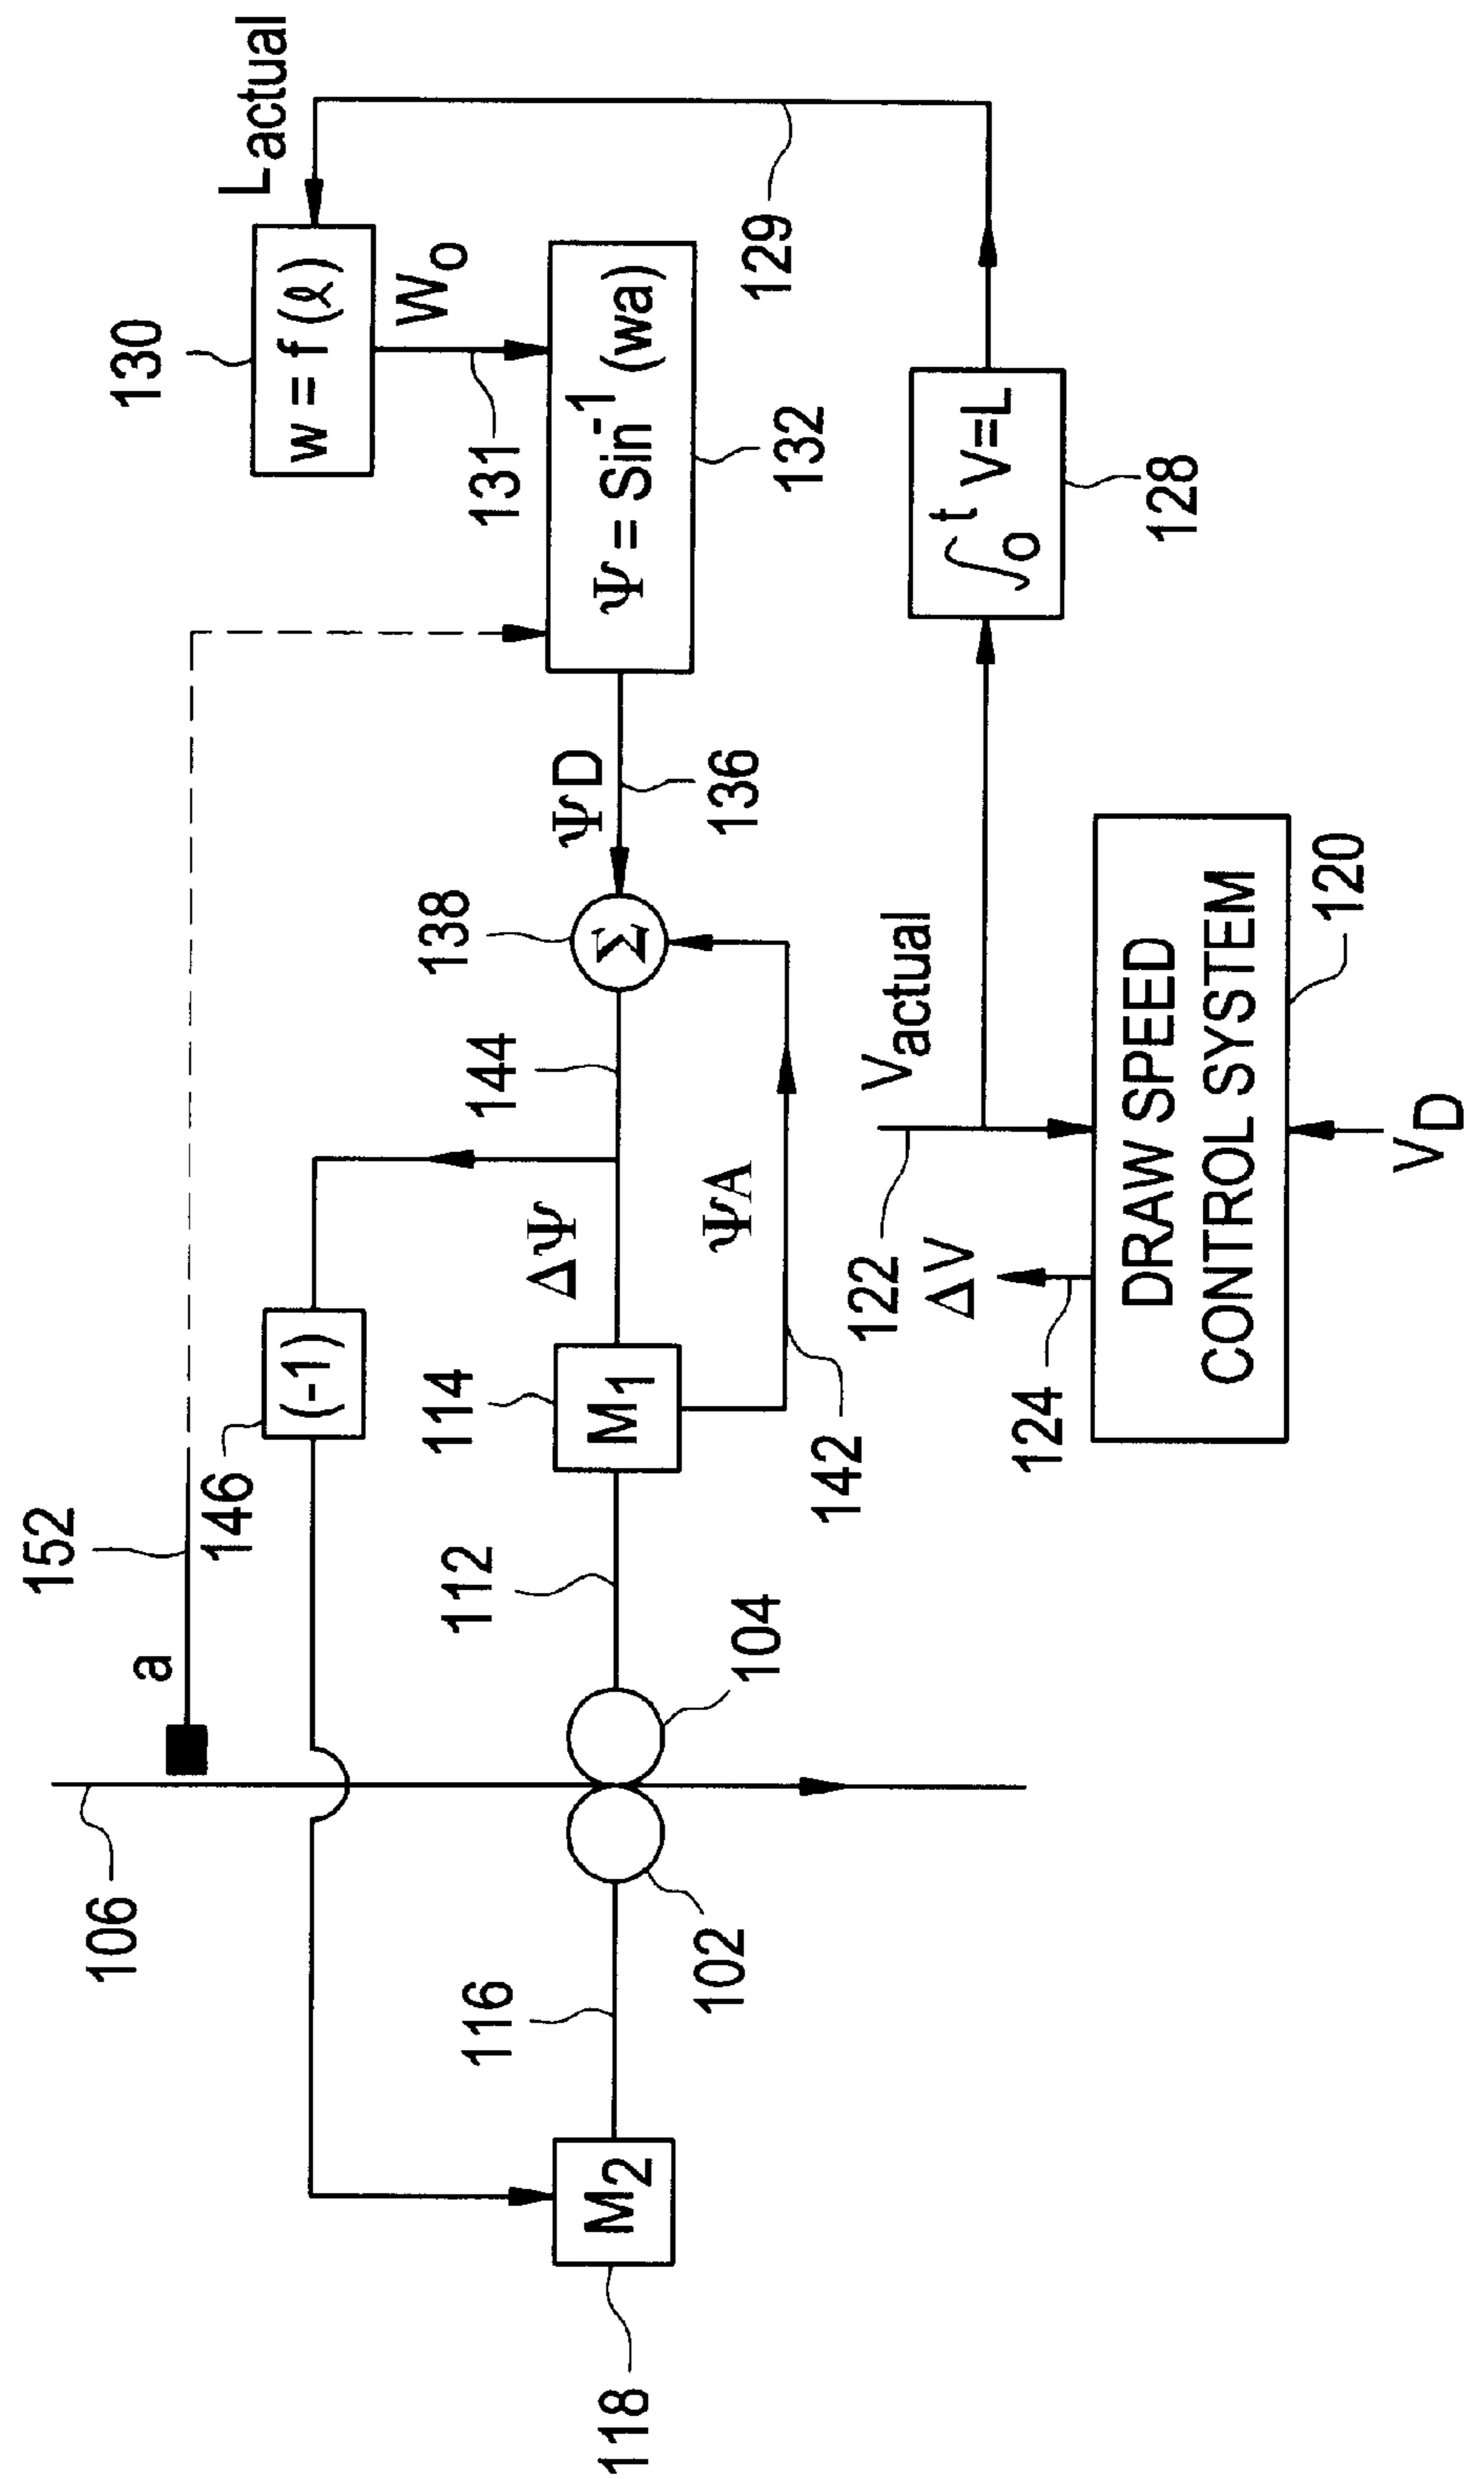 152
a
106
146
(-1)
130
w = f (ℓ)
L actual
131
Wo
Ψ = Sin⁻¹ (wa)
132
ΨD
136
138
Σ
144
ΔΨ
114
M1
112
104
102
116
M2
118
ΨA
142
129
∫₀ᵗ V=L
128
Vactual
122
ΔV
124
DRAW SPEED
CONTROL SYSTEM
120
VD